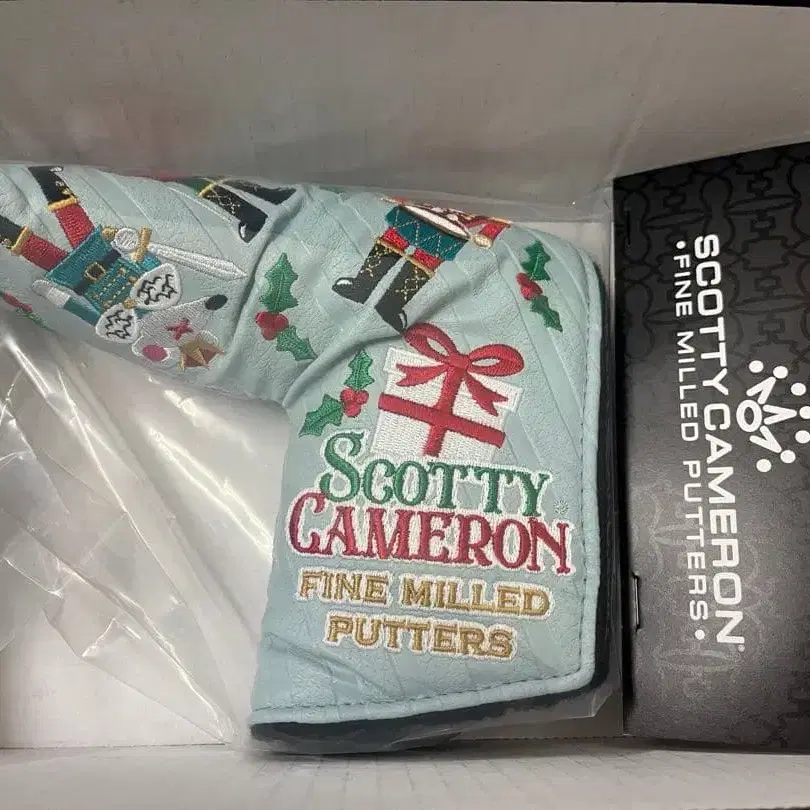 SCOTTY
CAMERON
FINE MILLED
PUTTERS
SCOTTY CAMERON®
•FINE MILLED PUTTERS•